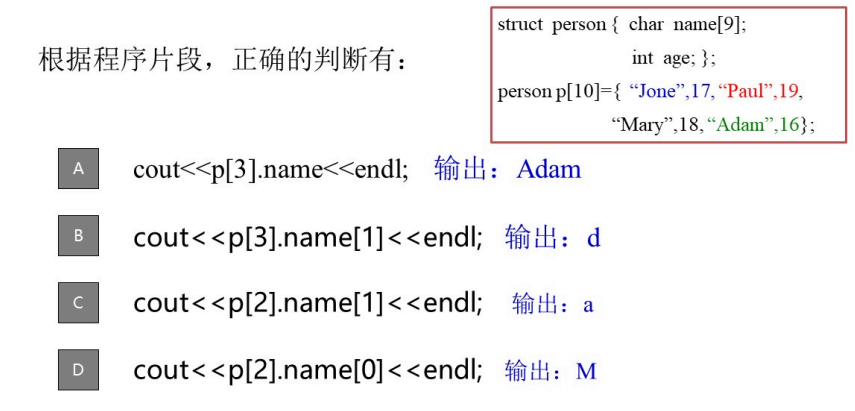 根据程序片段，正确的判断有：
struct person { char name[9];
int age; };
person p[10]={ “Jone”,17,“Paul”,19,
“Mary”,18,“Adam”,16};
A cout<<p[3].name<<endl; 输出：Adam
B cout<<p[3].name[1]<<endl; 输出：d
C cout<<p[2].name[1]<<endl; 输出：a
D cout<<p[2].name[0]<<endl; 输出：M